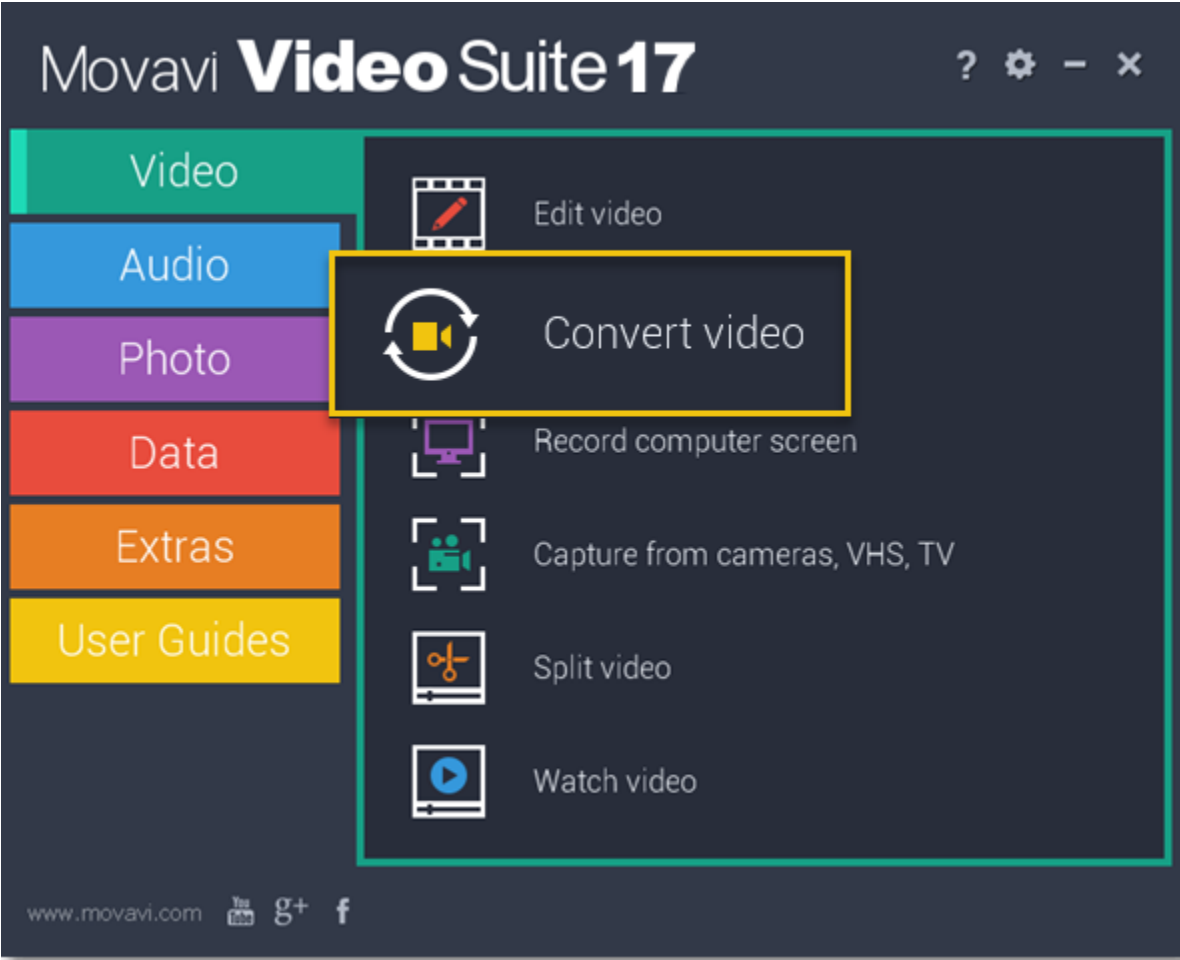 Movavi Video Suite 17
?
Video
Audio
Photo
Data
Extras
User Guides
Edit video
Convert video
Record computer screen
Capture from cameras, VHS, TV
Split video
Watch video
www.movavi.com You Tube g+ f